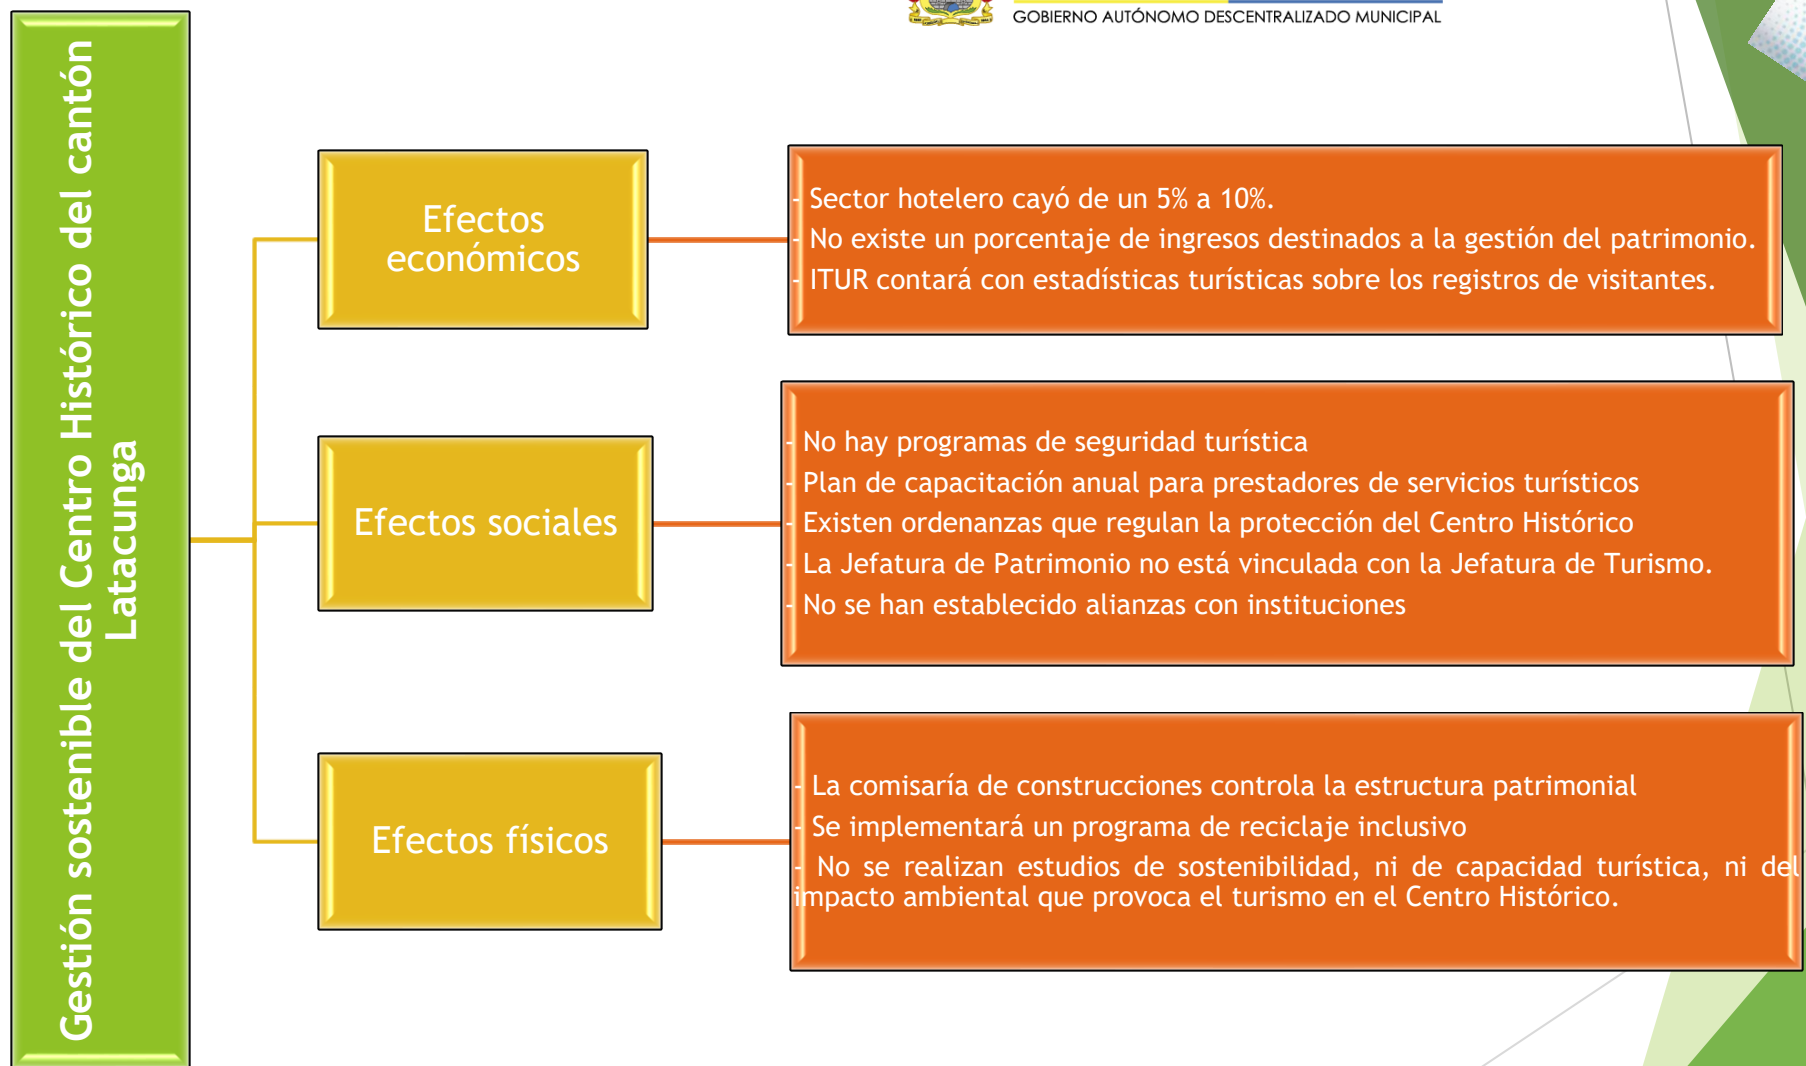 GOBIERNO AUTÓNOMO DESCENTRALIZADO MUNICIPAL
Gestión sostenible del Centro Histórico del cantón
Latacunga
Efectos
económicos
- Sector hotelero cayó de un 5% a 10%.
- No existe un porcentaje de ingresos destinados a la gestión del patrimonio.
- ITUR contará con estadísticas turísticas sobre los registros de visitantes.
Efectos sociales
- No hay programas de seguridad turística
- Plan de capacitación anual para prestadores de servicios turísticos
- Existen ordenanzas que regulan la protección del Centro Histórico
- La Jefatura de Patrimonio no está vinculada con la Jefatura de Turismo.
- No se han establecido alianzas con instituciones
Efectos físicos
- La comisaría de construcciones controla la estructura patrimonial
- Se implementará un programa de reciclaje inclusivo
- No se realizan estudios de sostenibilidad, ni de capacidad turística, ni del
impacto ambiental que provoca el turismo en el Centro Histórico.